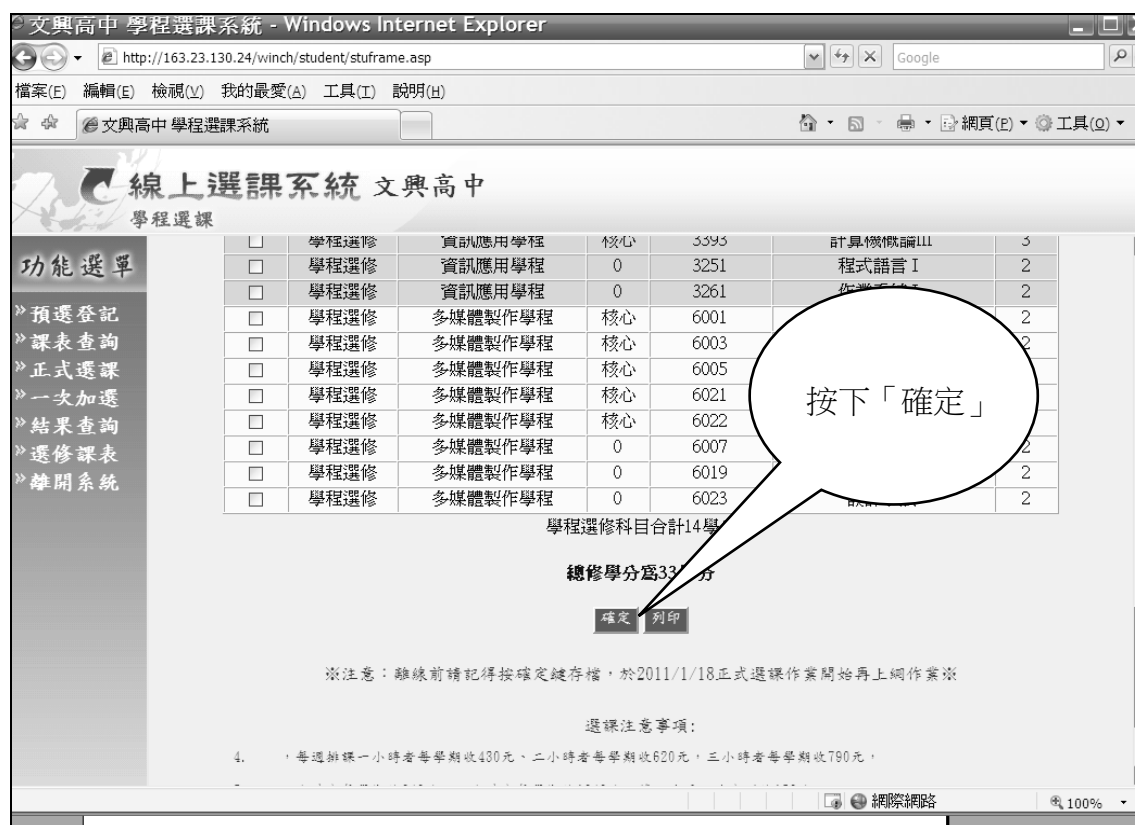 文興高中 學程選課系統 - Windows Internet Explorer
http://163.23.130.24/winch/student/stuframe.asp
Google
檔案(F) 編輯(E) 檢視(V) 我的最愛(A) 工具(T) 說明(H)
文興高中 學程選課系統
網頁(P) 工具(O)
線上選課系統 文興高中
學程選課
功能選單
»預選登記
»課表查詢
»正式選課
»一次加選
»結果查詢
»選修課表
»離開系統
學程選修 資訊應用學程 核心 3393 計算機概論III 3
學程選修 資訊應用學程 0 3251 程式語言 I 2
學程選修 資訊應用學程 0 3261 2
學程選修 多媒體製作學程 核心 6001 2
學程選修 多媒體製作學程 核心 6003 2
學程選修 多媒體製作學程 核心 6005
學程選修 多媒體製作學程 核心 6021
學程選修 多媒體製作學程 核心 6022
學程選修 多媒體製作學程 0 6007 2
學程選修 多媒體製作學程 0 6019 2
學程選修 多媒體製作學程 0 6023 2
按下「確定」
學程選修科目合計14學
總修學分為33 分
確定 列印
※注意：離線前請記得按確定鍵存檔，於2011/1/18正式選課作業開始再上網作業※
選課注意事項:
4. ，每週排課一小時者每學期收430元、二小時者每學期收620元，三小時者每學期收790元，
網際網路 100%